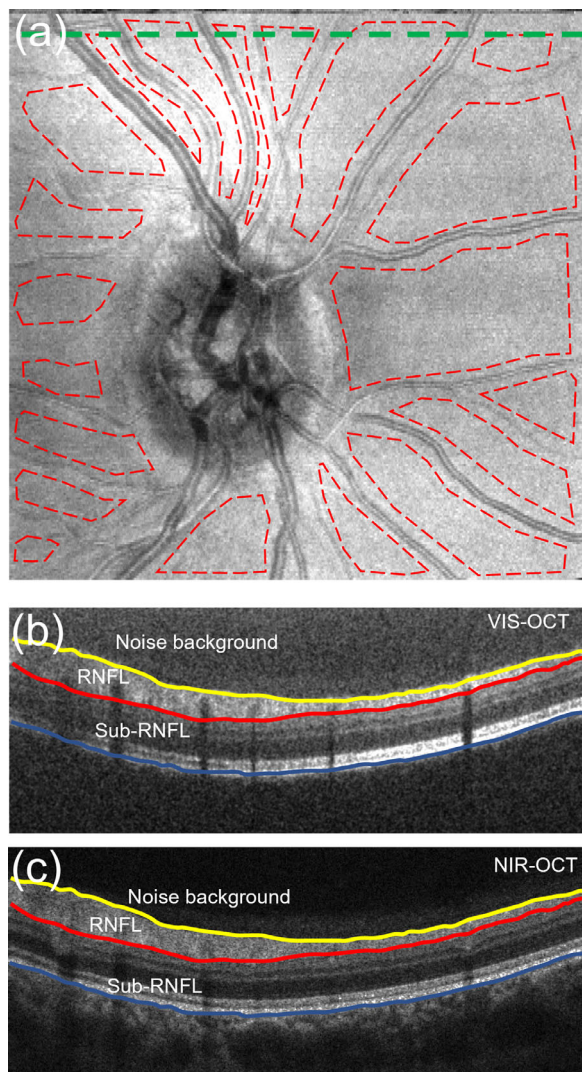 (a)
(b)
VIS-OCT
Noise background
RNFL
Sub-RNFL
(c)
NIR-OCT
Noise background
RNFL
Sub-RNFL